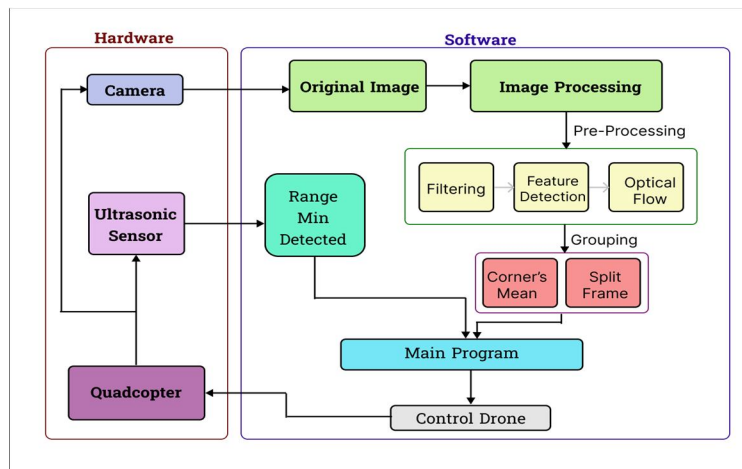 Hardware
Software
Camera
Original Image
Image Processing
Pre-Processing
Filtering
Feature
Detection
Optical
Flow
Ultrasonic
Sensor
Range
Min
Detected
Grouping
Corner's
Mean
Split
Frame
Main Program
Quadcopter
Control Drone